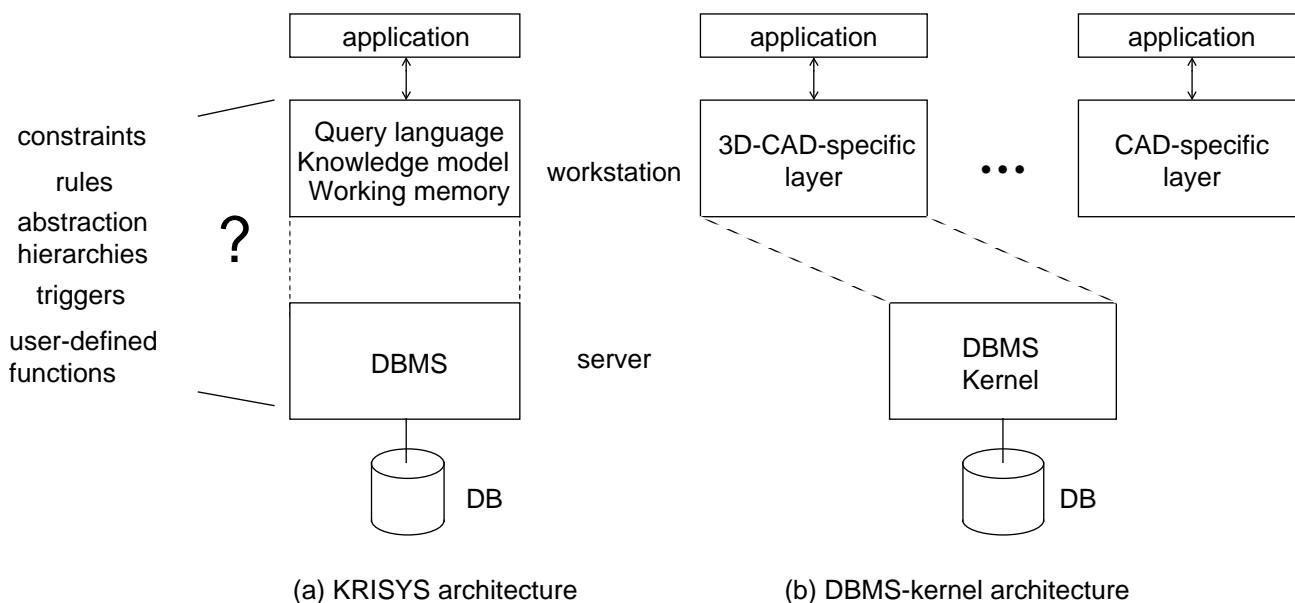 application
application
application
constraints
rules
abstraction
hierarchies
triggers
user-defined
functions
?
Query language
Knowledge model
Working memory
workstation
3D-CAD-specific
layer
...
CAD-specific
layer
DBMS
server
DBMS
Kernel
DB
DB
(a) KRISYS architecture
(b) DBMS-kernel architecture